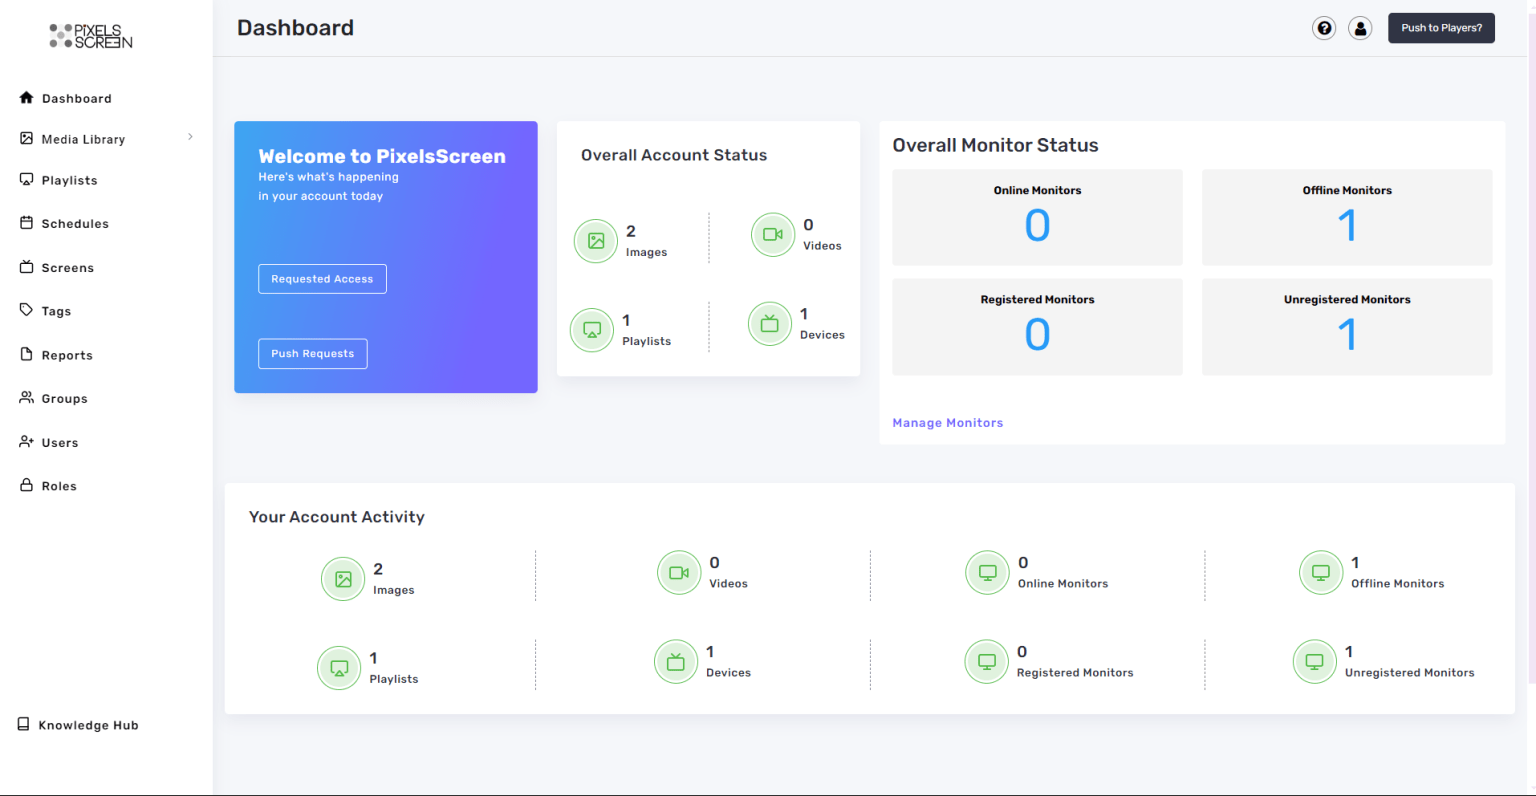 PIXELS
SCREEN
Dashboard
Push to Players?
Dashboard
Media Library
Playlists
Schedules
Screens
Tags
Reports
Groups
Users
Roles
Knowledge Hub
Welcome to PixelsScreen
Here's what's happening
in your account today
Requested Access
Push Requests
Overall Account Status
2
Images
0
Videos
1
Playlists
1
Devices
Overall Monitor Status
Online Monitors
0
Offline Monitors
1
Registered Monitors
0
Unregistered Monitors
1
Manage Monitors
Your Account Activity
2
Images
0
Videos
0
Online Monitors
1
Offline Monitors
1
Playlists
1
Devices
0
Registered Monitors
1
Unregistered Monitors